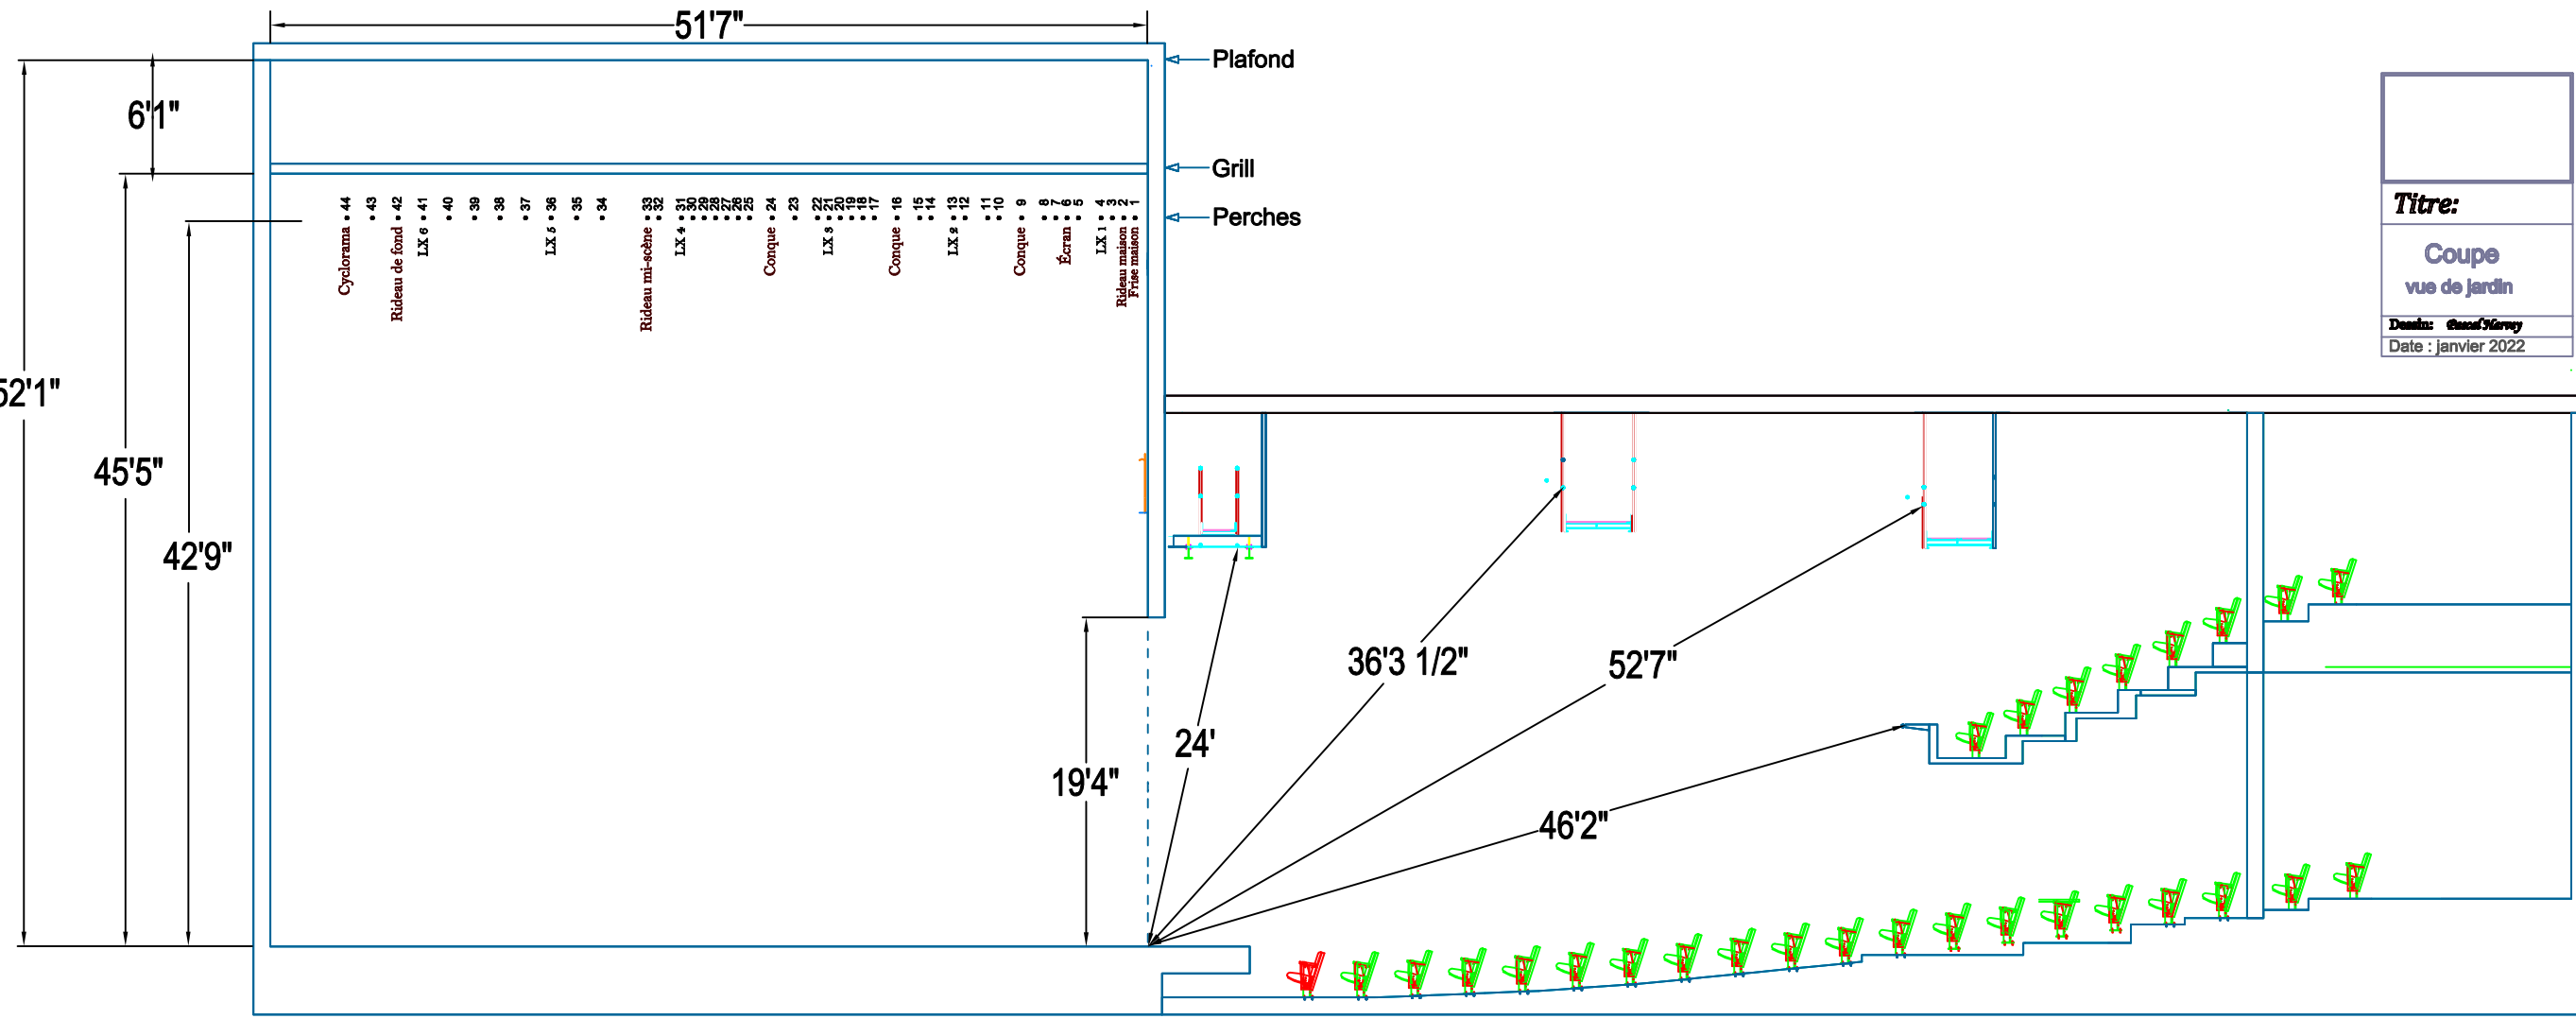 51'7"
Plafond
6'1"
Grill
44 43 42 41 40 39 38 37 36 35 34 33 32 31 30 29 28 27 26 25 24 23 22 21 20 19 18 17 16 15 14 13 12 11 10 9 8 7 6 5 4 3 2 1
Perches
Cyclorama
Rideau de fond
LX 6
LX 5
Rideau mi-scène
LX 4
Conque
LX 3
Conque
LX 2
Conque
Écran
LX 1
Rideau maison
Frise maison
Titre:
Coupe
vue de jardin
Dessin: Pascal Harvey
Date : janvier 2022
52'1"
45'5"
42'9"
36'3 1/2"
52'7"
24'
19'4"
46'2"